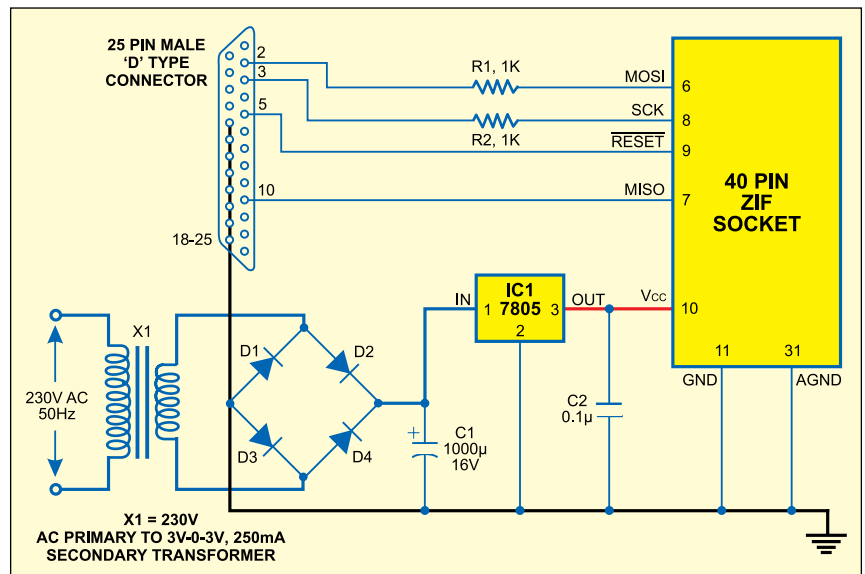 25 PIN MALE
‘D’ TYPE
CONNECTOR
2
3
5
10
18-25
R1, 1K
R2, 1K
MOSI
SCK
RESET
MISO
6
8
9
7
40 PIN
ZIF
SOCKET
IN
1
IC1
7805
3
OUT
2
Vcc
10
11
31
GND
AGND
X1
230V AC
50Hz
D1
D2
D3
D4
+
C1
1000µ
16V
C2
0.1µ
X1 = 230V
AC PRIMARY TO 3V-0-3V, 250mA
SECONDARY TRANSFORMER